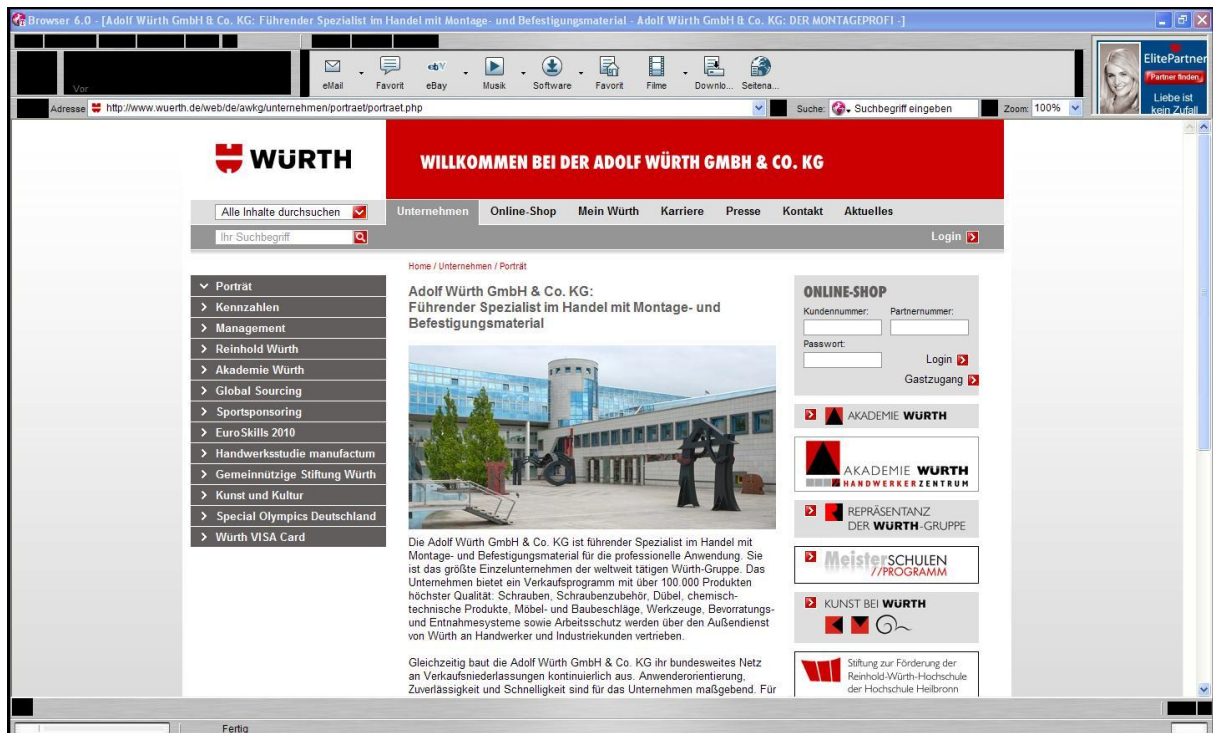 Browser 6.0 - [Adolf Würth GmbH & Co. KG: Führender Spezialist im Handel mit Montage- und Befestigungsmaterial - Adolf Würth GmbH & Co. KG: DER MONTAGEPROFI -]
Vor
eMail
Favorit
eBay
Musik
Software
Favorit
Filme
Downlo...
Seitena...
ElitePartner
Partner finden
Liebe ist
kein Zufall
Adresse http://www.wuerth.de/web/de/awkg/unternehmen/portraet/portraet.php
Suche: Suchbegriff eingeben
Zoom: 100%
WÜRTH
WILLKOMMEN BEI DER ADOLF WÜRTH GMBH & CO. KG
Alle Inhalte durchsuchen
Unternehmen Online-Shop Mein Würth Karriere Presse Kontakt Aktuelles
Ihr Suchbegriff
Login
Porträt
Kennzahlen
Management
Reinhold Würth
Akademie Würth
Global Sourcing
Sportsponsoring
EuroSkills 2010
Handwerksstudie manufactum
Gemeinnützige Stiftung Würth
Kunst und Kultur
Special Olympics Deutschland
Würth VISA Card
Home / Unternehmen / Porträt
Adolf Würth GmbH & Co. KG:
Führender Spezialist im Handel mit Montage- und
Befestigungsmaterial
Die Adolf Würth GmbH & Co. KG ist führender Spezialist im Handel mit
Montage- und Befestigungsmaterial für die professionelle Anwendung. Sie
ist das größte Einzelunternehmen der weltweit tätigen Würth-Gruppe. Das
Unternehmen bietet ein Verkaufsprogramm mit über 100.000 Produkten
höchster Qualität: Schrauben, Schraubenzubehör, Dübel, chemisch-
technische Produkte, Möbel- und Baubeschläge, Werkzeuge, Bevorratungs-
und Entnahmesysteme sowie Arbeitsschutz werden über den Außendienst
von Würth an Handwerker und Industriekunden vertrieben.
Gleichzeitig baut die Adolf Würth GmbH & Co. KG ihr bundesweites Netz
an Verkaufsniederlassungen kontinuierlich aus. Anwenderorientierung,
Zuverlässigkeit und Schnelligkeit sind für das Unternehmen maßgebend. Für
ONLINE-SHOP
Kundennummer: Partnernummer:
Passwort:
Login
Gastzugang
AKADEMIE WÜRTH
AKADEMIE WÜRTH
HANDWERKERZENTRUM
REPRÄSENTANZ
DER WÜRTH-GRUPPE
MeisterSCHULEN
//PROGRAMM
KUNST BEI WÜRTH
Stiftung zur Förderung der
Reinhold-Würth-Hochschule
der Hochschule Heilbronn
Fertig